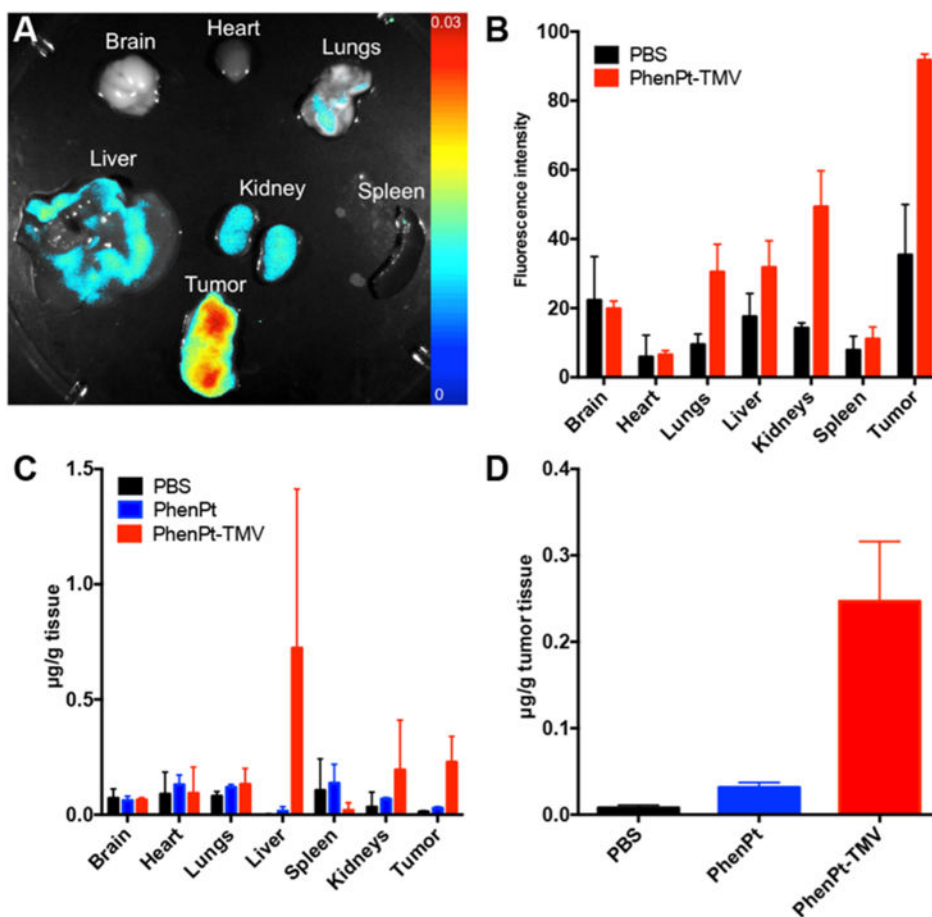 A
Brain
Heart
Lungs
Liver
Kidney
Spleen
Tumor
0.03
0
B
PBS
PhenPt-TMV
Fluorescence intensity
100
80
60
40
20
0
Brain
Heart
Lungs
Liver
Kidneys
Spleen
Tumor
C
PBS
PhenPt
PhenPt-TMV
µg/g tissue
1.5
1.0
0.5
0.0
Brain
Heart
Lungs
Liver
Spleen
Kidneys
Tumor
D
µg/g tumor tissue
0.4
0.3
0.2
0.1
0.0
PBS
PhenPt
PhenPt-TMV